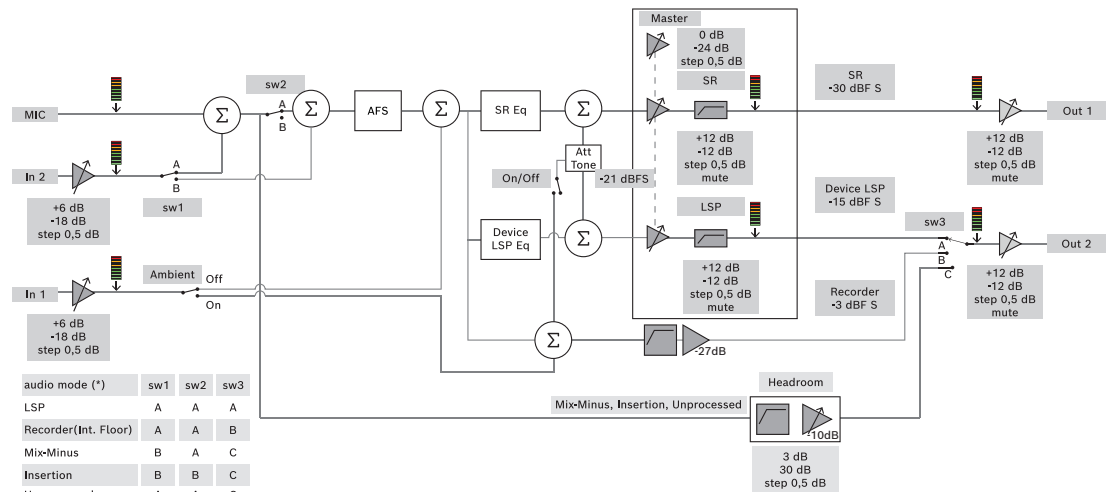 Master
0 dB
-24 dB
step 0,5 dB
sw2
SR
SR
-30 dBF S
A
B
MIC
Σ
Σ
AFS
Σ
SR Eq
Σ
Out 1
+12 dB
-12 dB
step 0,5 dB
mute
+12 dB
-12 dB
step 0,5 dB
mute
In 2
A
B
sw1
+6 dB
-18 dB
step 0,5 dB
Att
Tone
On/Off
-21 dBFS
Device LSP
-15 dBF S
LSP
sw3
Device
LSP Eq
Σ
A
B
C
Out 2
Ambient
Off
On
In 1
+6 dB
-18 dB
step 0,5 dB
+12 dB
-12 dB
step 0,5 dB
mute
Recorder
-3 dBF S
+12 dB
-12 dB
step 0,5 dB
mute
Σ
-27dB
Headroom
Mix-Minus, Insertion, Unprocessed
-10dB
3 dB
30 dB
step 0,5 dB
audio mode (*) sw1 sw2 sw3
LSP A A A
Recorder(Int. Floor) A A B
Mix-Minus B A C
Insertion B B C